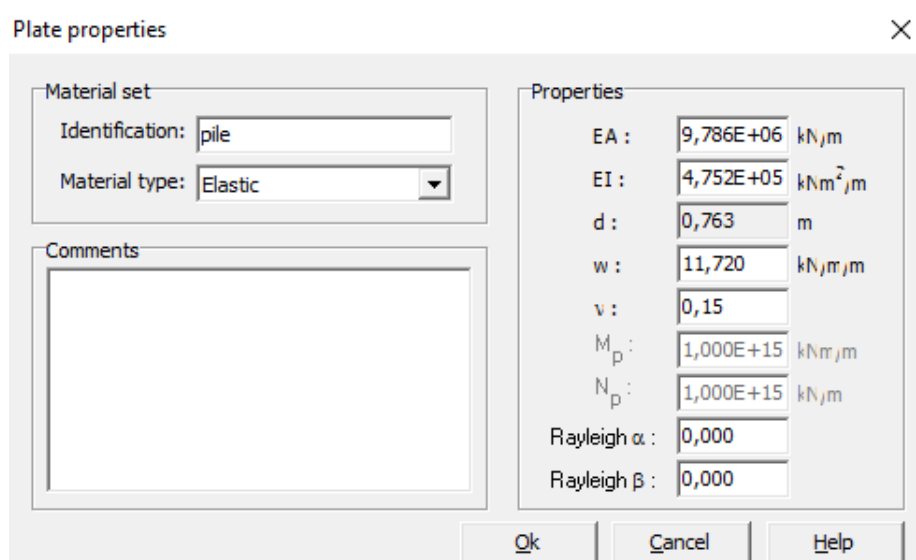 Plate properties
Material set
Identification: pile
Material type: Elastic
Comments
Properties
EA : 9,786E+06 kN/m
EI : 4,752E+05 kNm²/m
d : 0,763 m
w : 11,720 kN/m/m
ν : 0,15
Mp : 1,000E+15 kNm/m
Np : 1,000E+15 kN/m
Rayleigh α : 0,000
Rayleigh β : 0,000
Ok Cancel Help